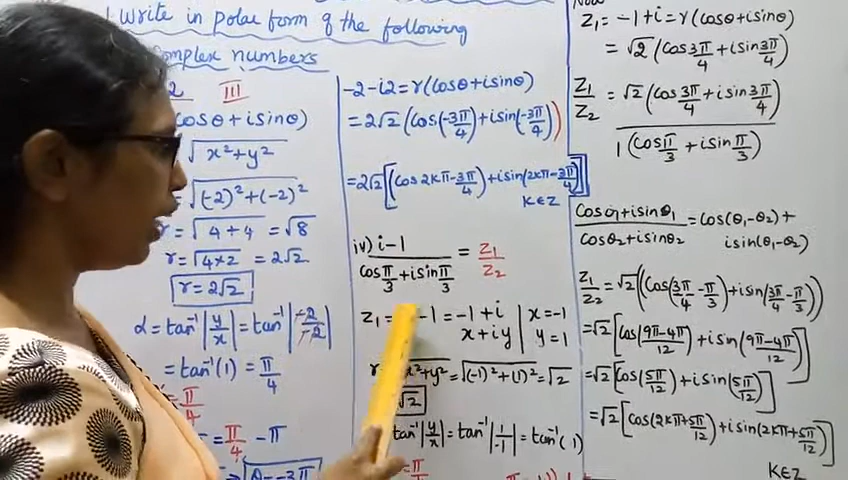 Write in polar form of the following
complex numbers
2 III
cosθ+isinθ)
√x²+y²
√(-2)²+(-2)²
r=√4+4 = √8
r=√4×2 = 2√2
r=2√2
α=tan⁻¹|y/x|=tan⁻¹|-2/-2|
=tan⁻¹(1) = π/4
= π/4
= π/4 - π
θ=-3π
-2-i2=r(cosθ+isinθ)
=2√2(cos(-3π/4)+isin(-3π/4))
=2√2[(cos2kπ-3π/4)+isin(2kπ-3π/4)]
k∈Z
iv) i-1/cosπ/3+isinπ/3 = Z₁/Z₂
Z₁= -1 = -1+i | x=-1
x+iy | y=1
x²+y²=√(-1)²+(1)²=√2
√2
tan⁻¹|y/x|=tan⁻¹|1/-1|=tan⁻¹(1)
=π
Z₁=-1+i=r(cosθ+isinθ)
=√2(cos3π/4+isin3π/4)
Z₁/Z₂ = √2(cos3π/4+isin3π/4)/1(cosπ/3+isinπ/3)
cosθ₁+isinθ₁/cosθ₂+isinθ₂=cos(θ₁-θ₂)+
isin(θ₁-θ₂)
Z₁/Z₂=√2((cos(3π/4-π/3)+isin(3π/4-π/3))
=√2[cos(9π-4π/12)+isin(9π-4π/12)]
=√2[cos(5π/12)+isin(5π/12)]
=√2[cos(2kπ+5π/12)+isin(2kπ+5π/12)]
k∈Z